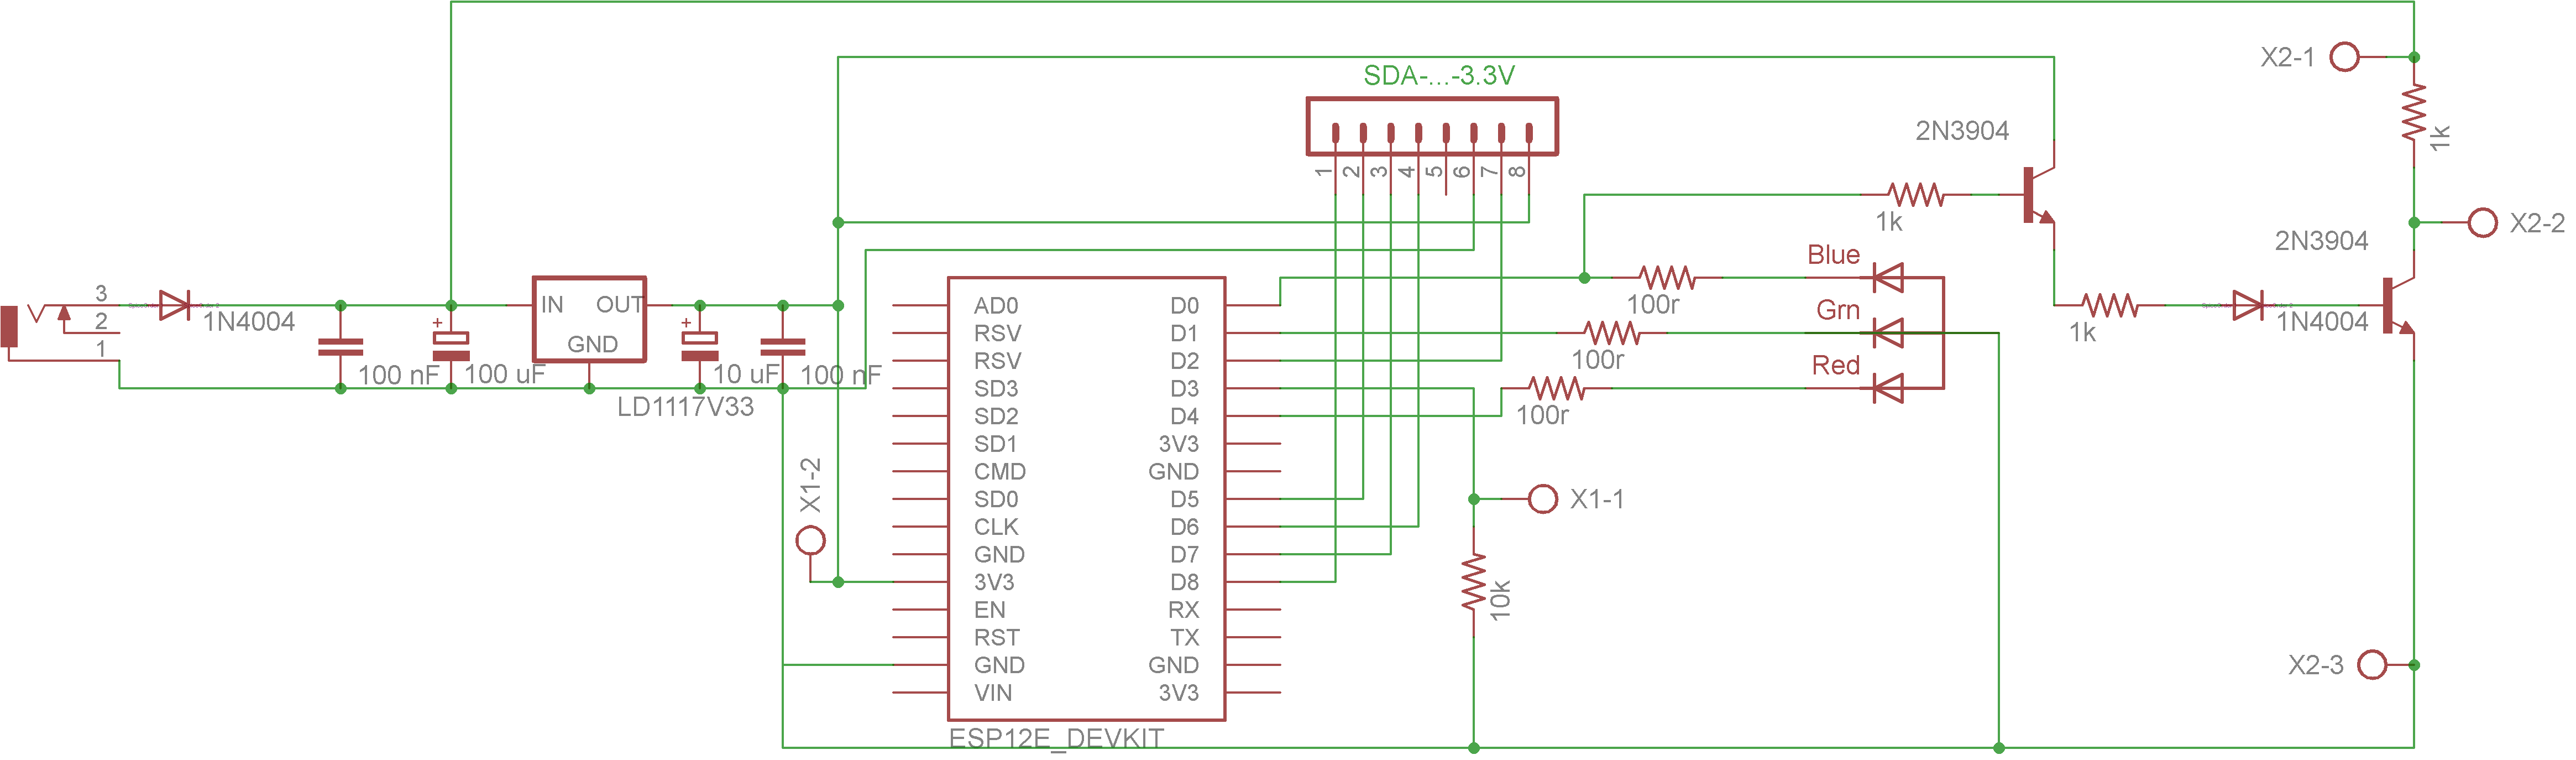 X2-1
SDA-...-3.3V
2N3904
1k
1 2 3 4 5 6 7 8
1k
X2-2
2N3904
Blue
100r
3
2
1
1N4004
IN OUT
GND
LD1117V33
100 nF
100 uF
10 uF
100 nF
Grn
100r
1k
1N4004
Red
100r
X1-2
X1-1
10k
AD0 D0
RSV D1
RSV D2
SD3 D3
SD2 D4
SD1 3V3
CMD GND
SD0 D5
CLK D6
GND D7
3V3 D8
EN RX
RST TX
GND GND
VIN 3V3
ESP12E_DEVKIT
X2-3
+
+